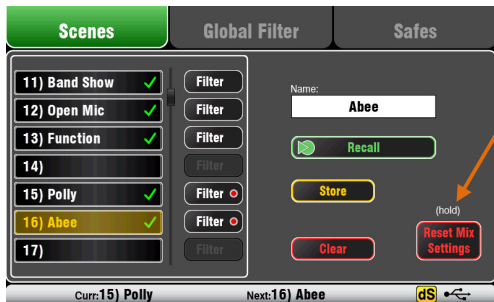 Scenes
Global Filter
Safes
11) Band Show
Filter
12) Open Mic
Filter
13) Function
Filter
14)
Filter
15) Polly
Filter
16) Abee
Filter
17)
Filter
Name:
Abee
Recall
Store
Clear
(hold)
Reset Mix
Settings
Curr:15) Polly
Next:16) Abee
dS